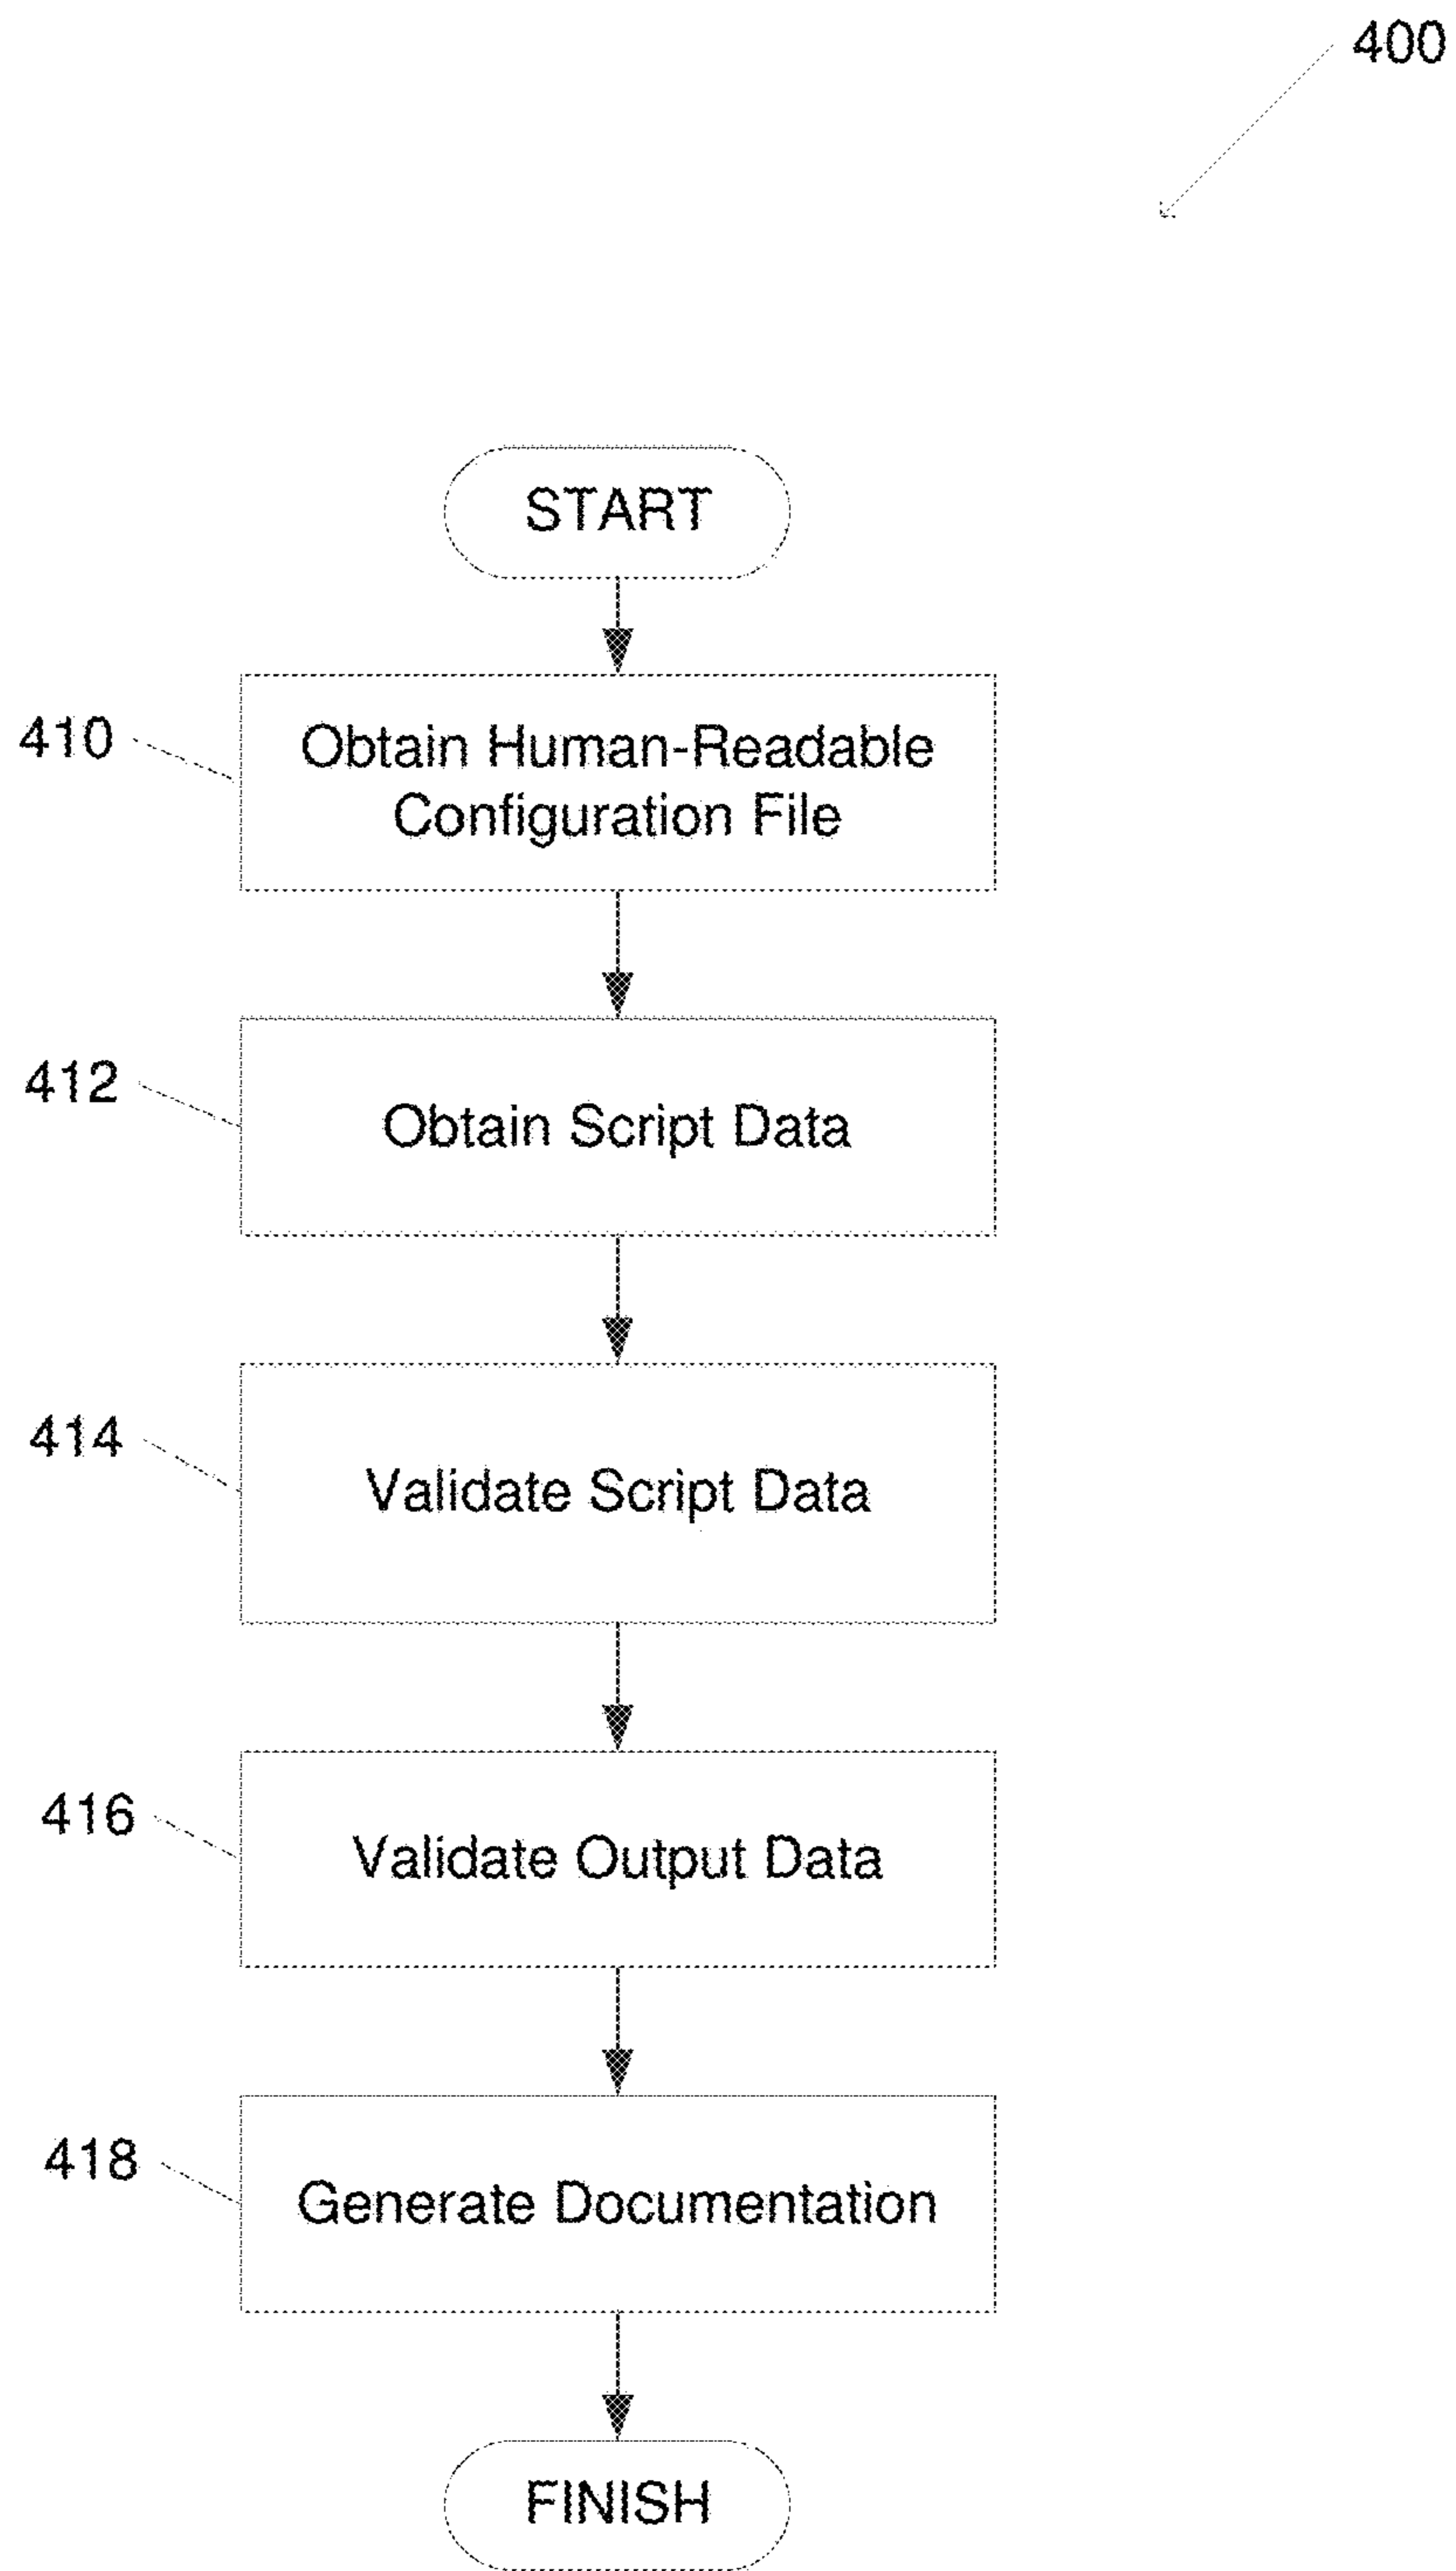 400
START
410
Obtain Human-Readable
Configuration File
412
Obtain Script Data
414
Validate Script Data
416
Validate Output Data
418
Generate Documentation
FINISH